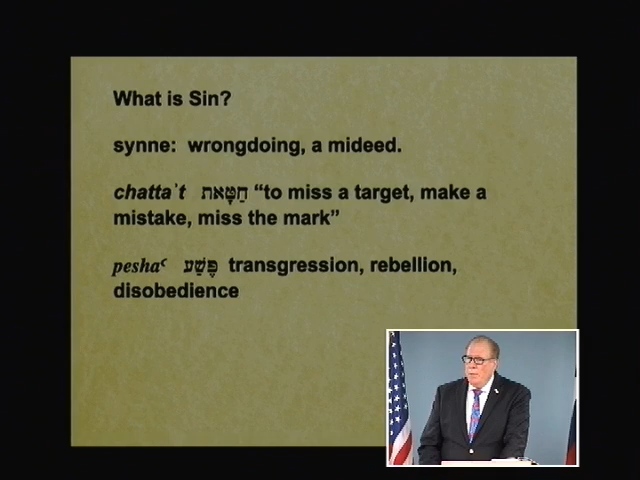 What is Sin?
synne: wrongdoing, a mideed.
chattaʾt חַטָּאת “to miss a target, make a
mistake, miss the mark”
peshaʿ פֶּשַׁע transgression, rebellion,
disobedience